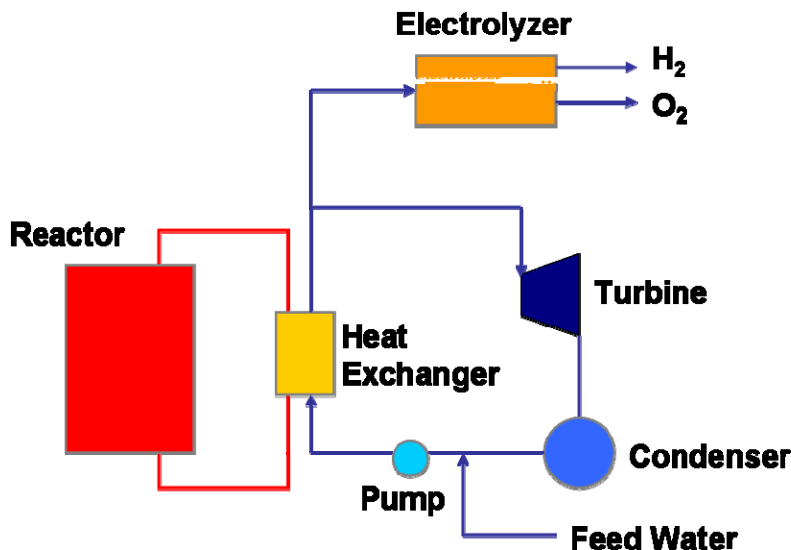 Electrolyzer
H₂
O₂
Reactor
Turbine
Heat
Exchanger
Condenser
Pump
Feed Water